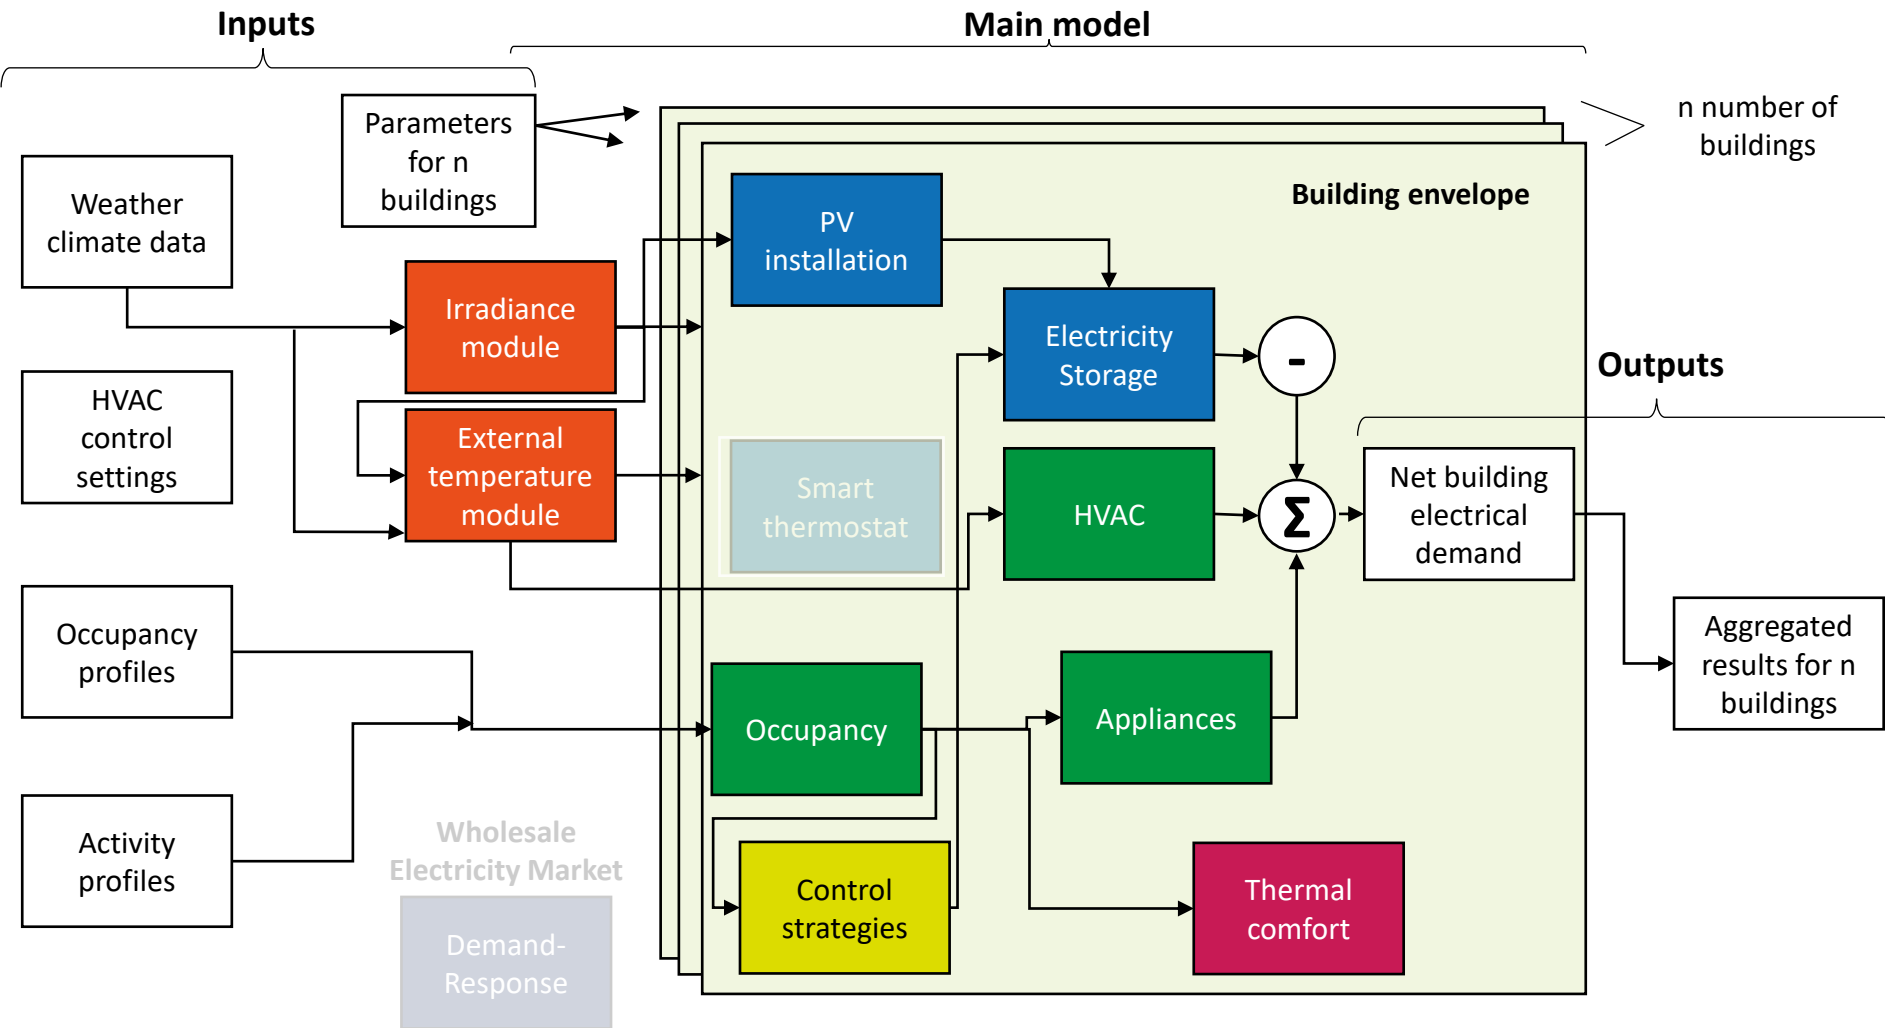 Inputs
Main model
Parameters
for n
buildings
n number of
buildings
Weather
climate data
PV
installation
Building envelope
Irradiance
module
Electricity
Storage
-
Outputs
HVAC
control
settings
External
temperature
module
Smart
thermostat
HVAC
Σ
Net building
electrical
demand
Occupancy
profiles
Occupancy
Appliances
Aggregated
results for n
buildings
Activity
profiles
Wholesale
Electricity Market
Demand-
Response
Control
strategies
Thermal
comfort